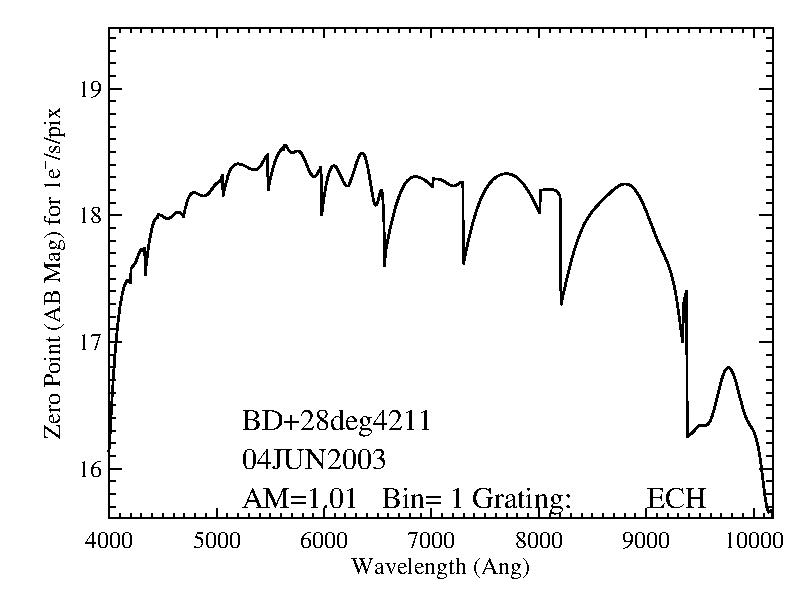 19
18
17
16
Zero Point (AB Mag) for 1e⁻/s/pix
BD+28deg4211
04JUN2003
AM=1.01 Bin= 1 Grating: ECH
4000 5000 6000 7000 8000 9000 10000
Wavelength (Ang)